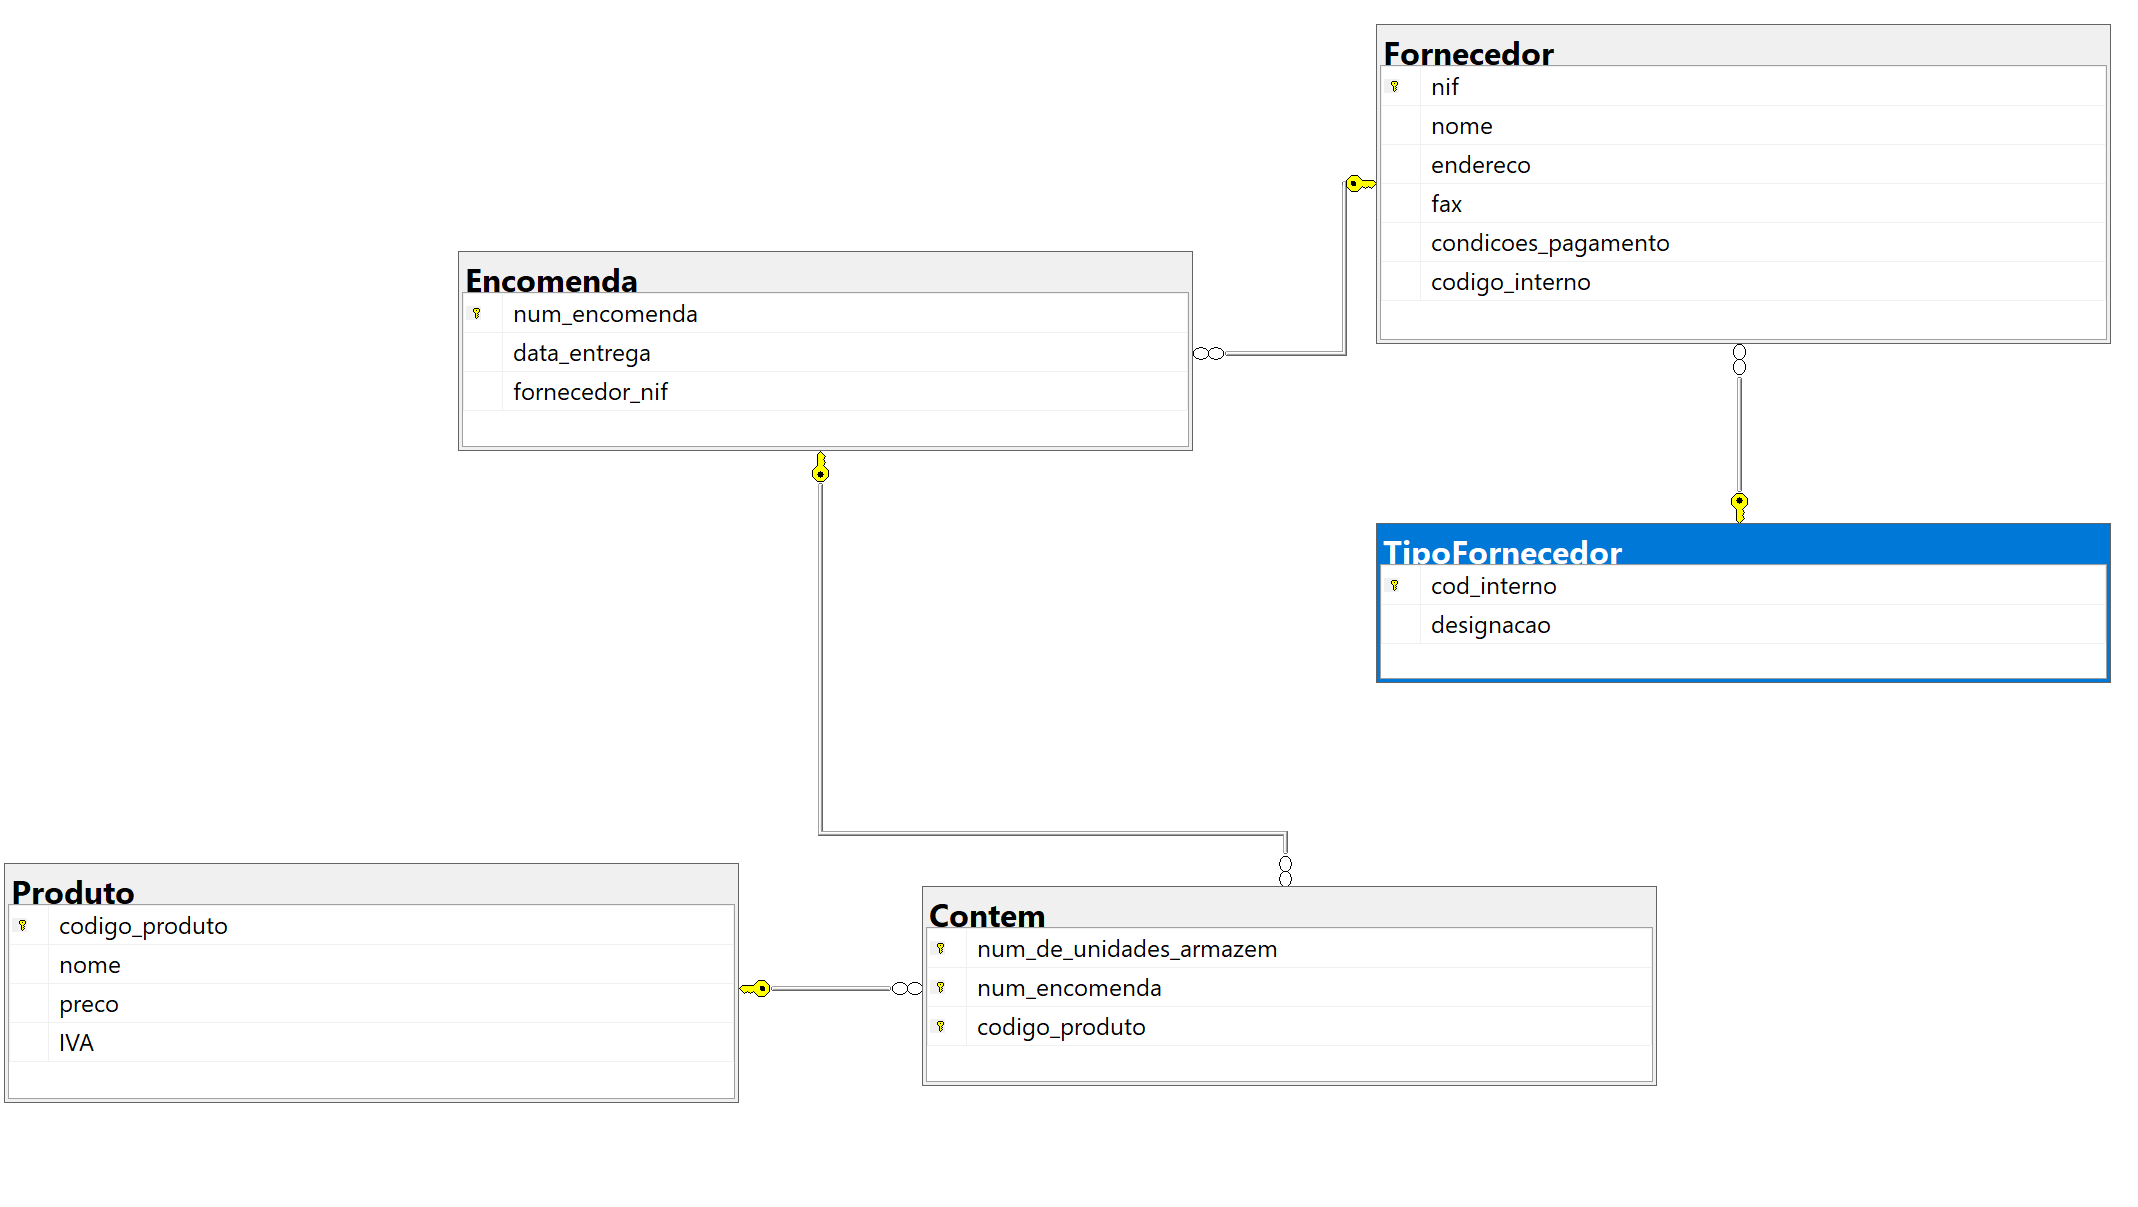 Fornecedor
nif
nome
endereco
fax
condicoes_pagamento
codigo_interno
Encomenda
num_encomenda
data_entrega
fornecedor_nif
TipoFornecedor
cod_interno
designacao
Produto
codigo_produto
nome
preco
IVA
Contem
num_de_unidades_armazem
num_encomenda
codigo_produto